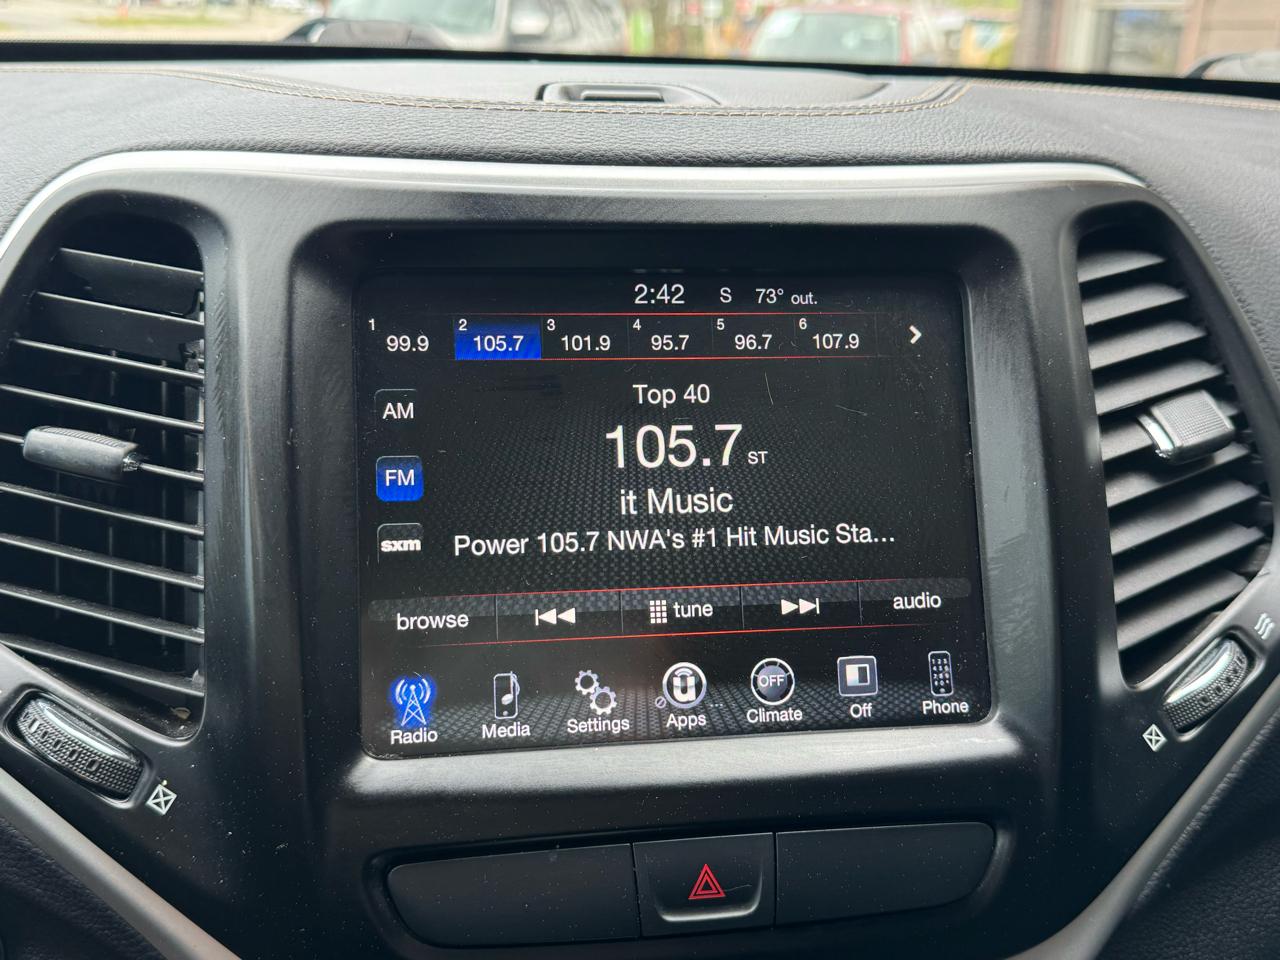 2:42 S 73° out.
1 99.9 2 105.7 3 101.9 4 95.7 5 96.7 6 107.9
AM
Top 40
105.7 ST
FM
it Music
sxm
Power 105.7 NWA's #1 Hit Music Sta...
browse tune audio
OFF
Radio Media Settings Apps Climate Off Phone